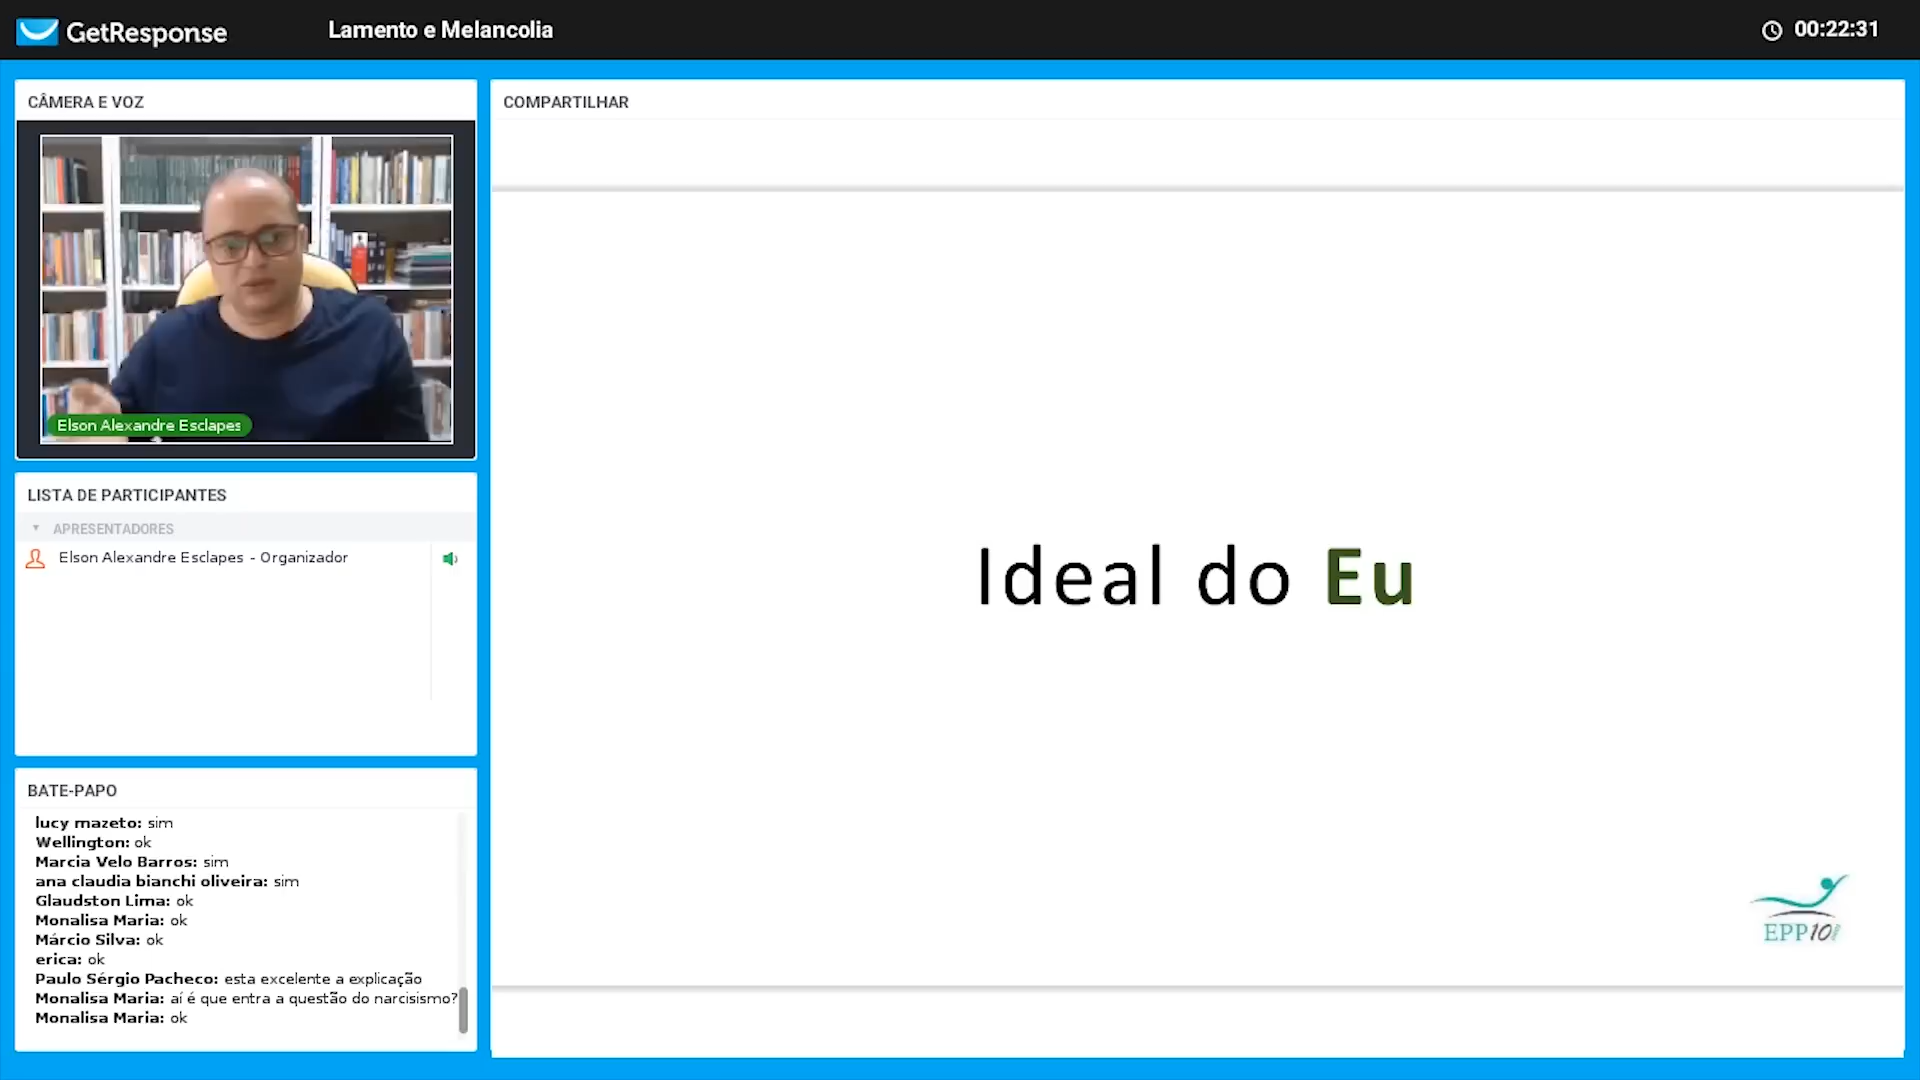 GetResponse
Lamento e Melancolia
00:22:31
CÂMERA E VOZ
Elson Alexandre Esclapes
LISTA DE PARTICIPANTES
APRESENTADORES
Elson Alexandre Esclapes - Organizador
BATE-PAPO
lucy mazeto: sim
Wellington: ok
Marcia Velo Barros: sim
ana claudia bianchi oliveira: sim
Glaudston Lima: ok
Monalisa Maria: ok
Márcio Silva: ok
erica: ok
Paulo Sérgio Pacheco: esta excelente a explicação
Monalisa Maria: aí é que entra a questão do narcisismo?
Monalisa Maria: ok
COMPARTILHAR
Ideal do Eu
EPP10